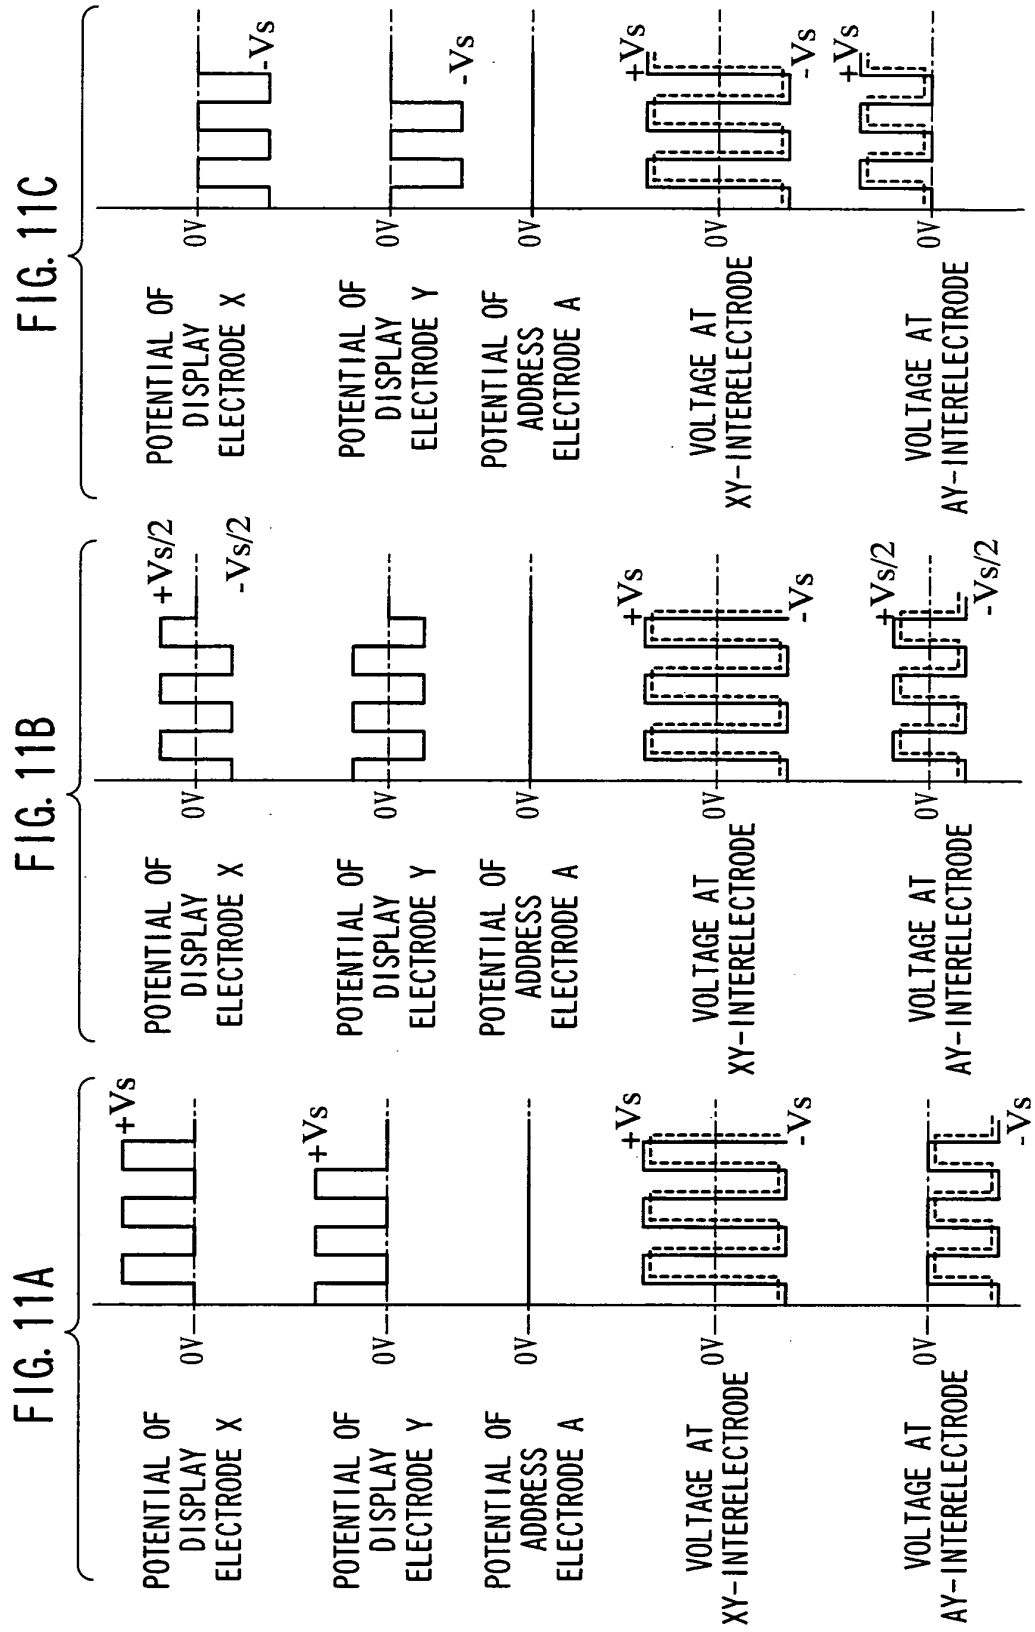 FIG. 11A
POTENTIAL OF
DISPLAY
ELECTRODE X
0V
+Vs
POTENTIAL OF
DISPLAY
ELECTRODE Y
0V
+Vs
POTENTIAL OF
ADDRESS
ELECTRODE A
0V
VOLTAGE AT
XY-INTERELECTRODE
0V
+Vs
-Vs
VOLTAGE AT
AY-INTERELECTRODE
0V
-Vs
FIG. 11B
POTENTIAL OF
DISPLAY
ELECTRODE X
0V
+Vs/2
-Vs/2
POTENTIAL OF
DISPLAY
ELECTRODE Y
0V
POTENTIAL OF
ADDRESS
ELECTRODE A
0V
VOLTAGE AT
XY-INTERELECTRODE
0V
+Vs
-Vs
VOLTAGE AT
AY-INTERELECTRODE
0V
+Vs/2
-Vs/2
FIG. 11C
POTENTIAL OF
DISPLAY
ELECTRODE X
0V
-Vs
POTENTIAL OF
DISPLAY
ELECTRODE Y
0V
-Vs
POTENTIAL OF
ADDRESS
ELECTRODE A
0V
VOLTAGE AT
XY-INTERELECTRODE
0V
+Vs
-Vs
VOLTAGE AT
AY-INTERELECTRODE
0V
+Vs